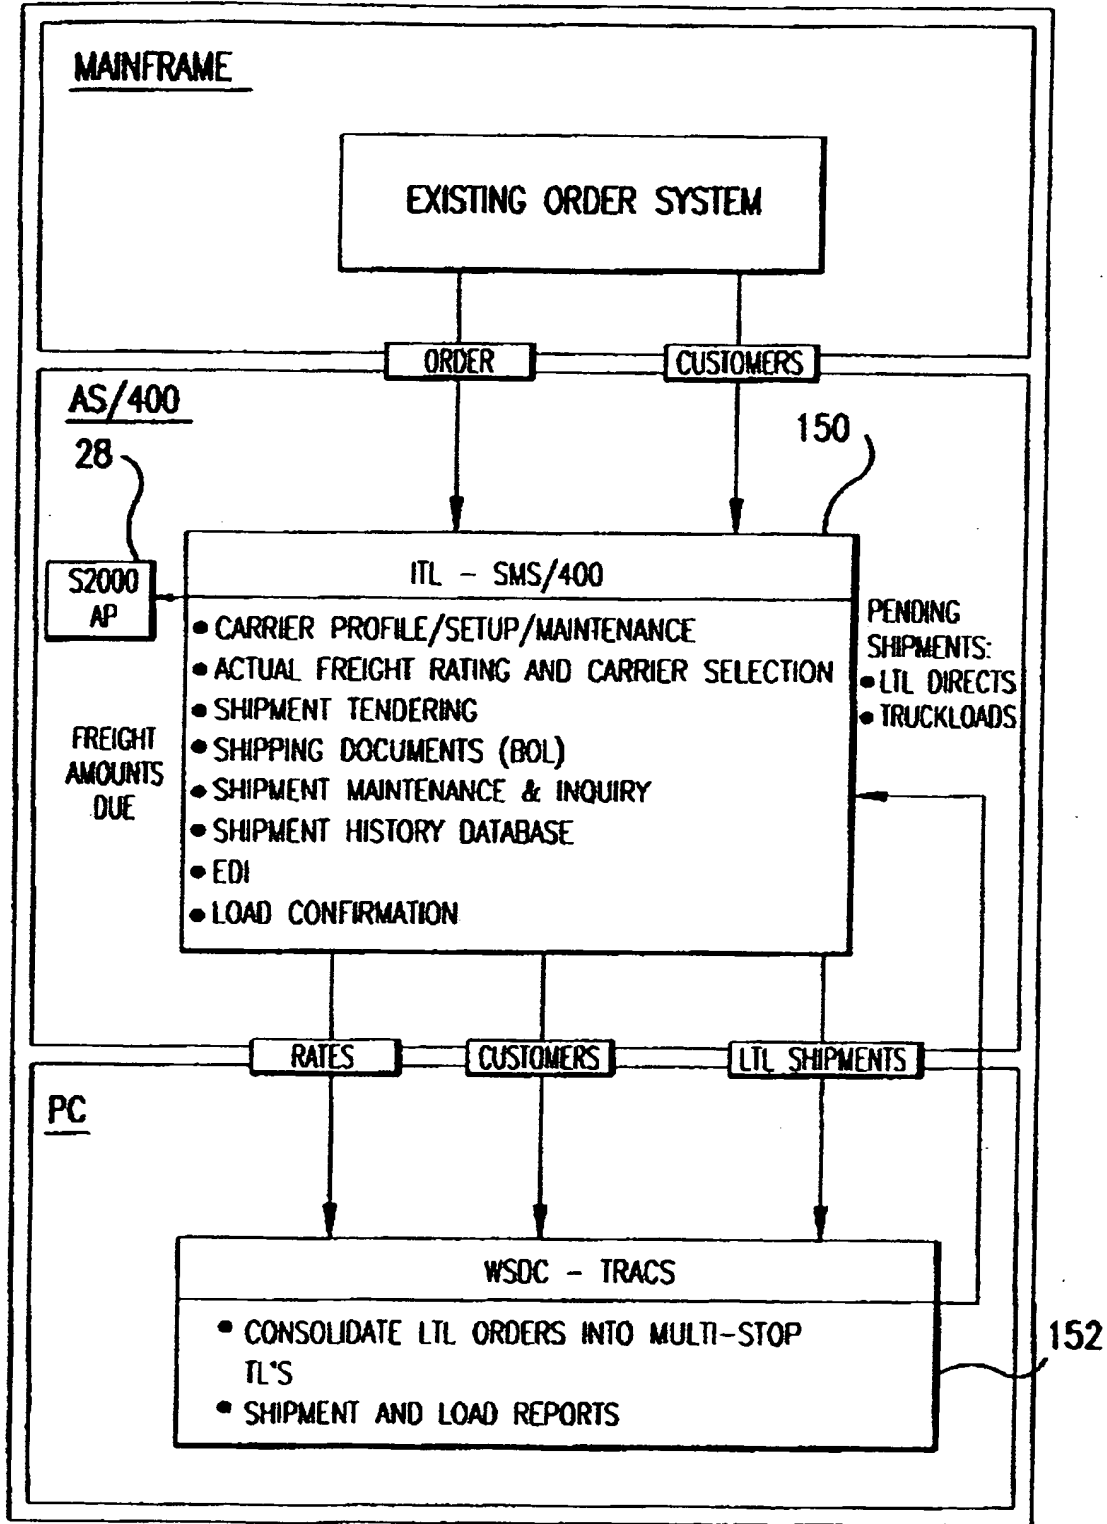 MAINFRAME
EXISTING ORDER SYSTEM
ORDER
CUSTOMERS
AS/400
28
150
S2000
AP
ITL - SMS/400
• CARRIER PROFILE/SETUP/MAINTENANCE
• ACTUAL FREIGHT RATING AND CARRIER SELECTION
• SHIPMENT TENDERING
• SHIPPING DOCUMENTS (BOL)
• SHIPMENT MAINTENANCE & INQUIRY
• SHIPMENT HISTORY DATABASE
• EDI
• LOAD CONFIRMATION
PENDING
SHIPMENTS:
• LTL DIRECTS
• TRUCKLOADS
FREIGHT
AMOUNTS
DUE
RATES
CUSTOMERS
LTL SHIPMENTS
PC
WSDC - TRACS
• CONSOLIDATE LTL ORDERS INTO MULTI-STOP
TL'S
• SHIPMENT AND LOAD REPORTS
152